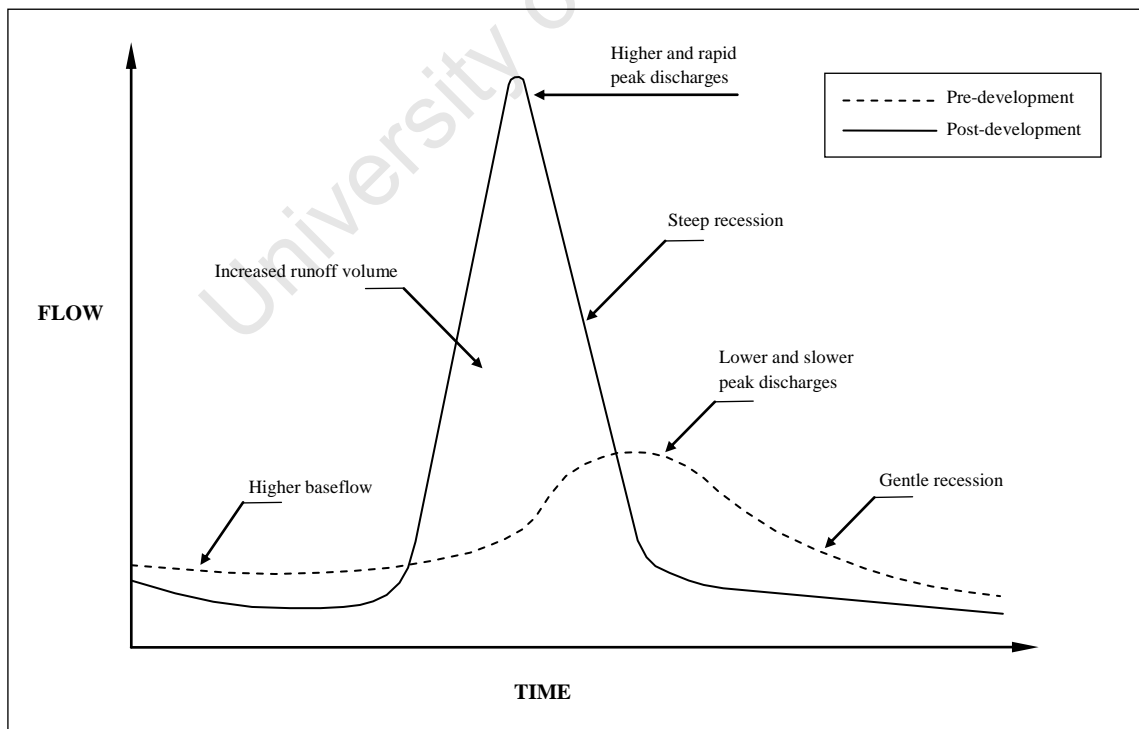 University o
Higher and rapid
peak discharges
Pre-development
Post-development
Steep recession
Increased runoff volume
FLOW
Lower and slower
peak discharges
Higher baseflow
Gentle recession
TIME